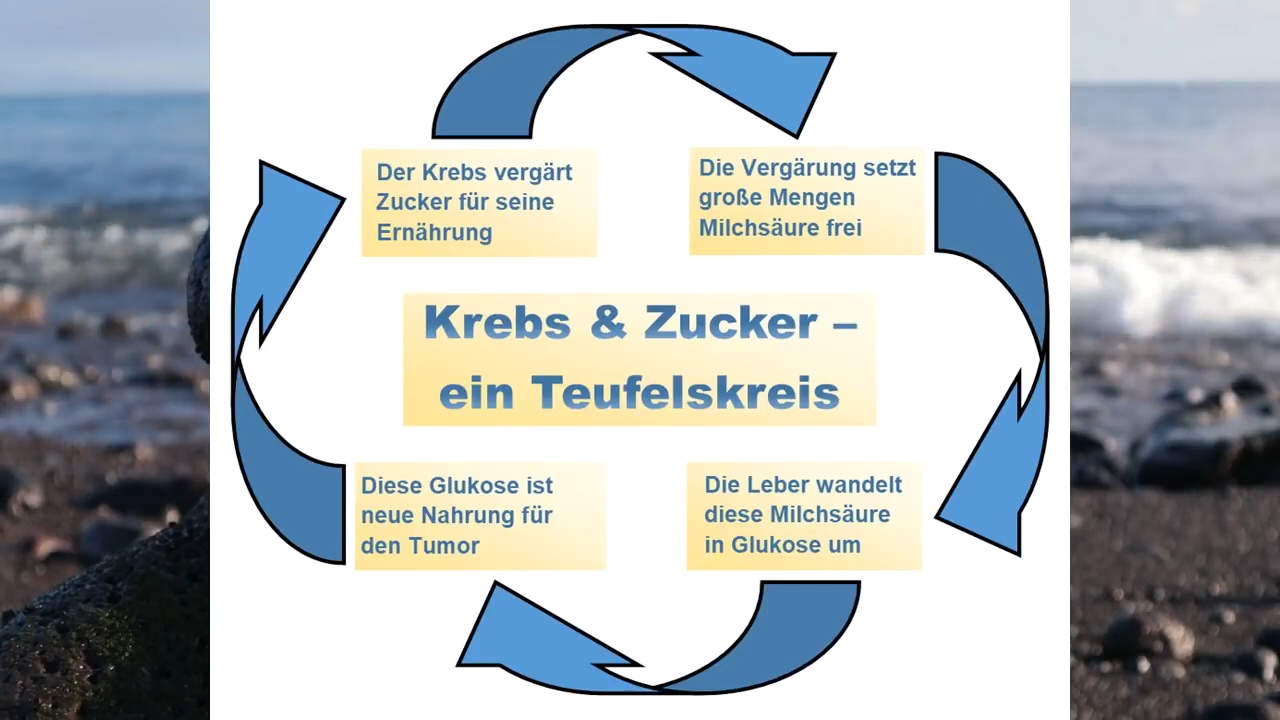 Der Krebs vergärt
Zucker für seine
Ernährung
Die Vergärung setzt
große Mengen
Milchsäure frei
Krebs & Zucker –
ein Teufelskreis
Diese Glukose ist
neue Nahrung für
den Tumor
Die Leber wandelt
diese Milchsäure
in Glukose um